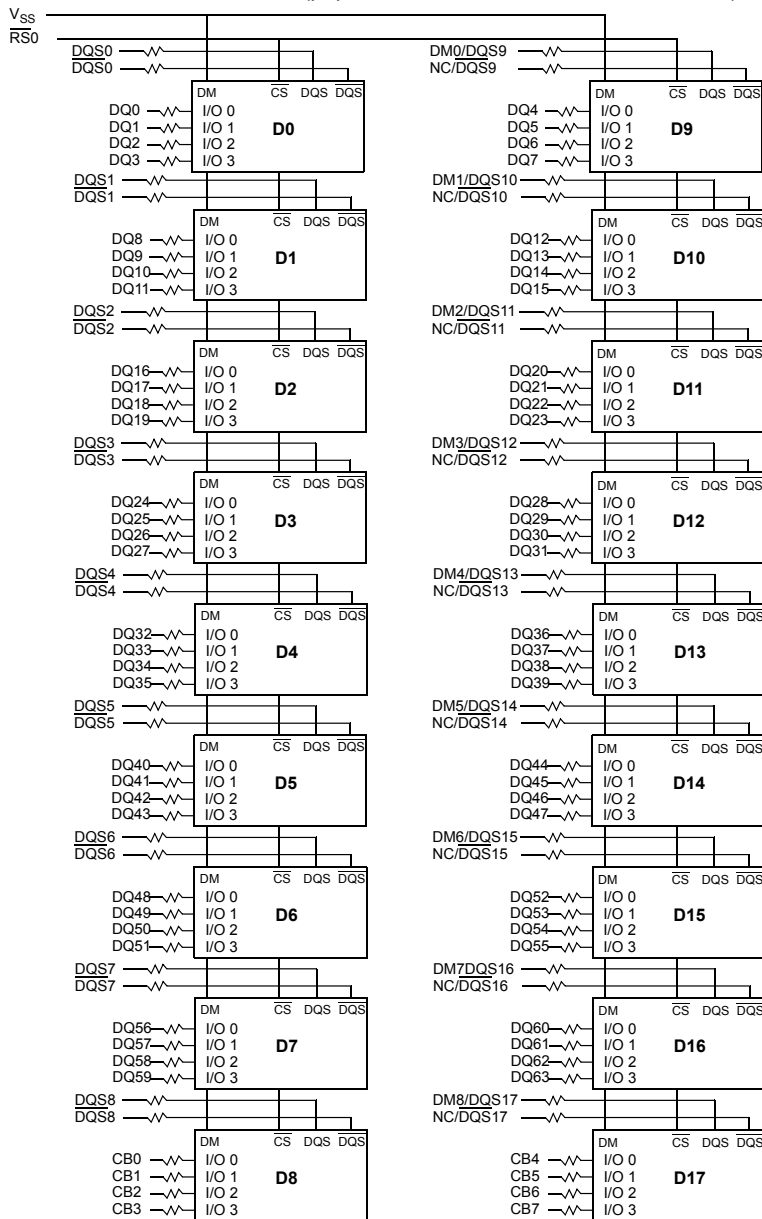 VSS
RS0
DQS0
DQS0
DM CS DQS DQS
DQ0 I/O 0
DQ1 I/O 1 D0
DQ2 I/O 2
DQ3 I/O 3
DQS1
DQS1
DM CS DQS DQS
DQ8 I/O 0
DQ9 I/O 1 D1
DQ10 I/O 2
DQ11 I/O 3
DQS2
DQS2
DM CS DQS DQS
DQ16 I/O 0
DQ17 I/O 1 D2
DQ18 I/O 2
DQ19 I/O 3
DQS3
DQS3
DM CS DQS DQS
DQ24 I/O 0
DQ25 I/O 1 D3
DQ26 I/O 2
DQ27 I/O 3
DQS4
DQS4
DM CS DQS DQS
DQ32 I/O 0
DQ33 I/O 1 D4
DQ34 I/O 2
DQ35 I/O 3
DQS5
DQS5
DM CS DQS DQS
DQ40 I/O 0
DQ41 I/O 1 D5
DQ42 I/O 2
DQ43 I/O 3
DQS6
DQS6
DM CS DQS DQS
DQ48 I/O 0
DQ49 I/O 1 D6
DQ50 I/O 2
DQ51 I/O 3
DQS7
DQS7
DM CS DQS DQS
DQ56 I/O 0
DQ57 I/O 1 D7
DQ58 I/O 2
DQ59 I/O 3
DQS8
DQS8
DM CS DQS DQS
CB0 I/O 0
CB1 I/O 1 D8
CB2 I/O 2
CB3 I/O 3
DM0/DQS9
NC/DQS9
DM CS DQS DQS
DQ4 I/O 0
DQ5 I/O 1 D9
DQ6 I/O 2
DQ7 I/O 3
DM1/DQS10
NC/DQS10
DM CS DQS DQS
DQ12 I/O 0
DQ13 I/O 1 D10
DQ14 I/O 2
DQ15 I/O 3
DM2/DQS11
NC/DQS11
DM CS DQS DQS
DQ20 I/O 0
DQ21 I/O 1 D11
DQ22 I/O 2
DQ23 I/O 3
DM3/DQS12
NC/DQS12
DM CS DQS DQS
DQ28 I/O 0
DQ29 I/O 1 D12
DQ30 I/O 2
DQ31 I/O 3
DM4/DQS13
NC/DQS13
DM CS DQS DQS
DQ36 I/O 0
DQ37 I/O 1 D13
DQ38 I/O 2
DQ39 I/O 3
DM5/DQS14
NC/DQS14
DM CS DQS DQS
DQ44 I/O 0
DQ45 I/O 1 D14
DQ46 I/O 2
DQ47 I/O 3
DM6/DQS15
NC/DQS15
DM CS DQS DQS
DQ52 I/O 0
DQ53 I/O 1 D15
DQ54 I/O 2
DQ55 I/O 3
DM7DQS16
NC/DQS16
DM CS DQS DQS
DQ60 I/O 0
DQ61 I/O 1 D16
DQ62 I/O 2
DQ63 I/O 3
DM8/DQS17
NC/DQS17
DM CS DQS DQS
CB4 I/O 0
CB5 I/O 1 D17
CB6 I/O 2
CB7 I/O 3